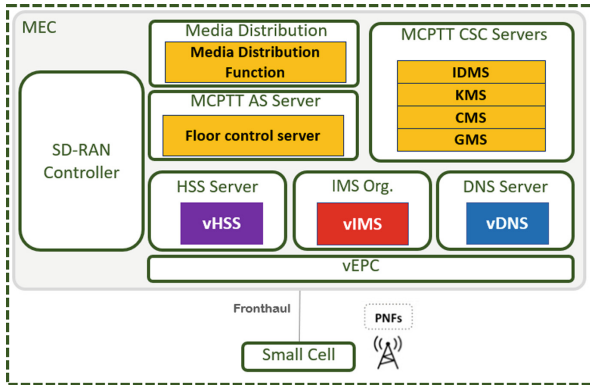 MEC
Media Distribution
Media Distribution
Function
MCPTT AS Server
Floor control server
MCPTT CSC Servers
IDMS
KMS
CMS
GMS
SD-RAN
Controller
HSS Server
vHSS
IMS Org.
vIMS
DNS Server
vDNS
vEPC
Fronthaul
PNFs
Small Cell